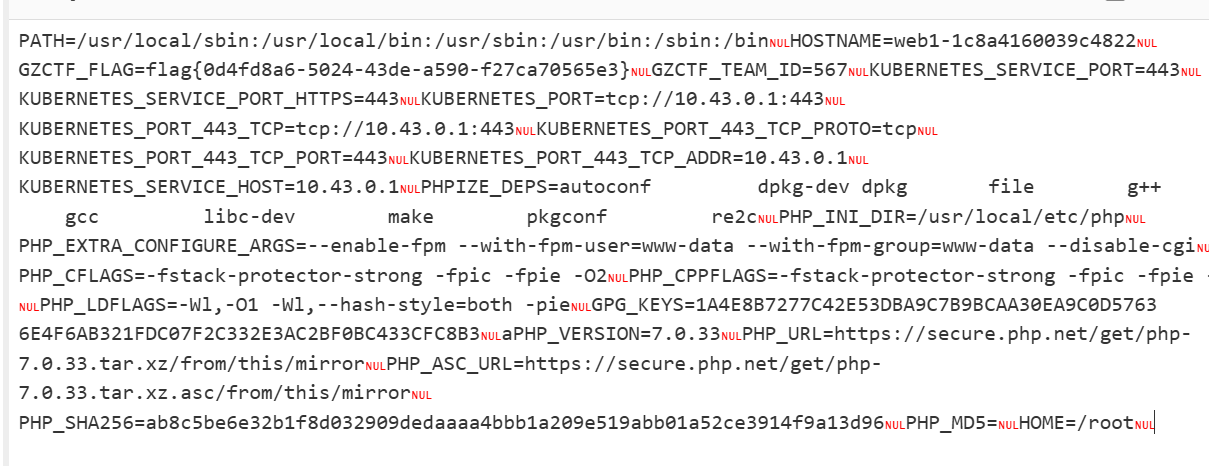 PATH=/usr/local/sbin:/usr/local/bin:/usr/sbin:/usr/bin:/sbin:/binNULHOSTNAME=web1-1c8a4160039c4822NUL
GZCTF_FLAG=flag{0d4fd8a6-5024-43de-a590-f27ca70565e3}NULGZCTF_TEAM_ID=567NULKUBERNETES_SERVICE_PORT=443NUL
KUBERNETES_SERVICE_PORT_HTTPS=443NULKUBERNETES_PORT=tcp://10.43.0.1:443NUL
KUBERNETES_PORT_443_TCP=tcp://10.43.0.1:443NULKUBERNETES_PORT_443_TCP_PROTO=tcpNUL
KUBERNETES_PORT_443_TCP_PORT=443NULKUBERNETES_PORT_443_TCP_ADDR=10.43.0.1NUL
KUBERNETES_SERVICE_HOST=10.43.0.1NULPHPIZE_DEPS=autoconf dpkg-dev dpkg file g++
gcc libc-dev make pkgconf re2cNULPHP_INI_DIR=/usr/local/etc/phpNUL
PHP_EXTRA_CONFIGURE_ARGS=--enable-fpm --with-fpm-user=www-data --with-fpm-group=www-data --disable-cgiNU
PHP_CFLAGS=-fstack-protector-strong -fpic -fpie -O2NULPHP_CPPFLAGS=-fstack-protector-strong -fpic -fpie -
NULPHP_LDFLAGS=-Wl,-O1 -Wl,--hash-style=both -pieNULGPG_KEYS=1A4E8B7277C42E53DBA9C7B9BCAA30EA9C0D5763
6E4F6AB321FDC07F2C332E3AC2BF0BC433CFC8B3NULaPHP_VERSION=7.0.33NULPHP_URL=https://secure.php.net/get/php-
7.0.33.tar.xz/from/this/mirrorNULPHP_ASC_URL=https://secure.php.net/get/php-
7.0.33.tar.xz.asc/from/this/mirrorNUL
PHP_SHA256=ab8c5be6e32b1f8d032909dedaaaa4bbb1a209e519abb01a52ce3914f9a13d96NULPHP_MD5=NULHOME=/rootNUL